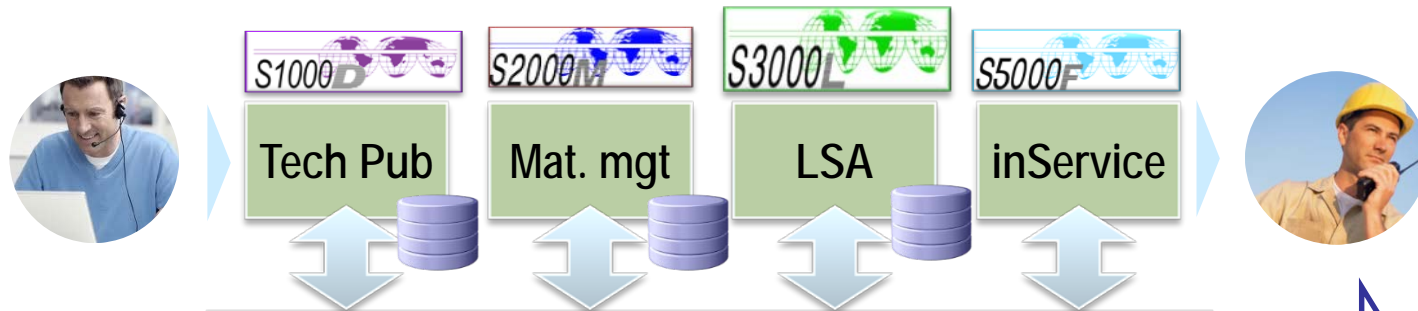 S1000D
S2000M
S3000L
S5000F
Tech Pub
Mat. mgt
LSA
inService